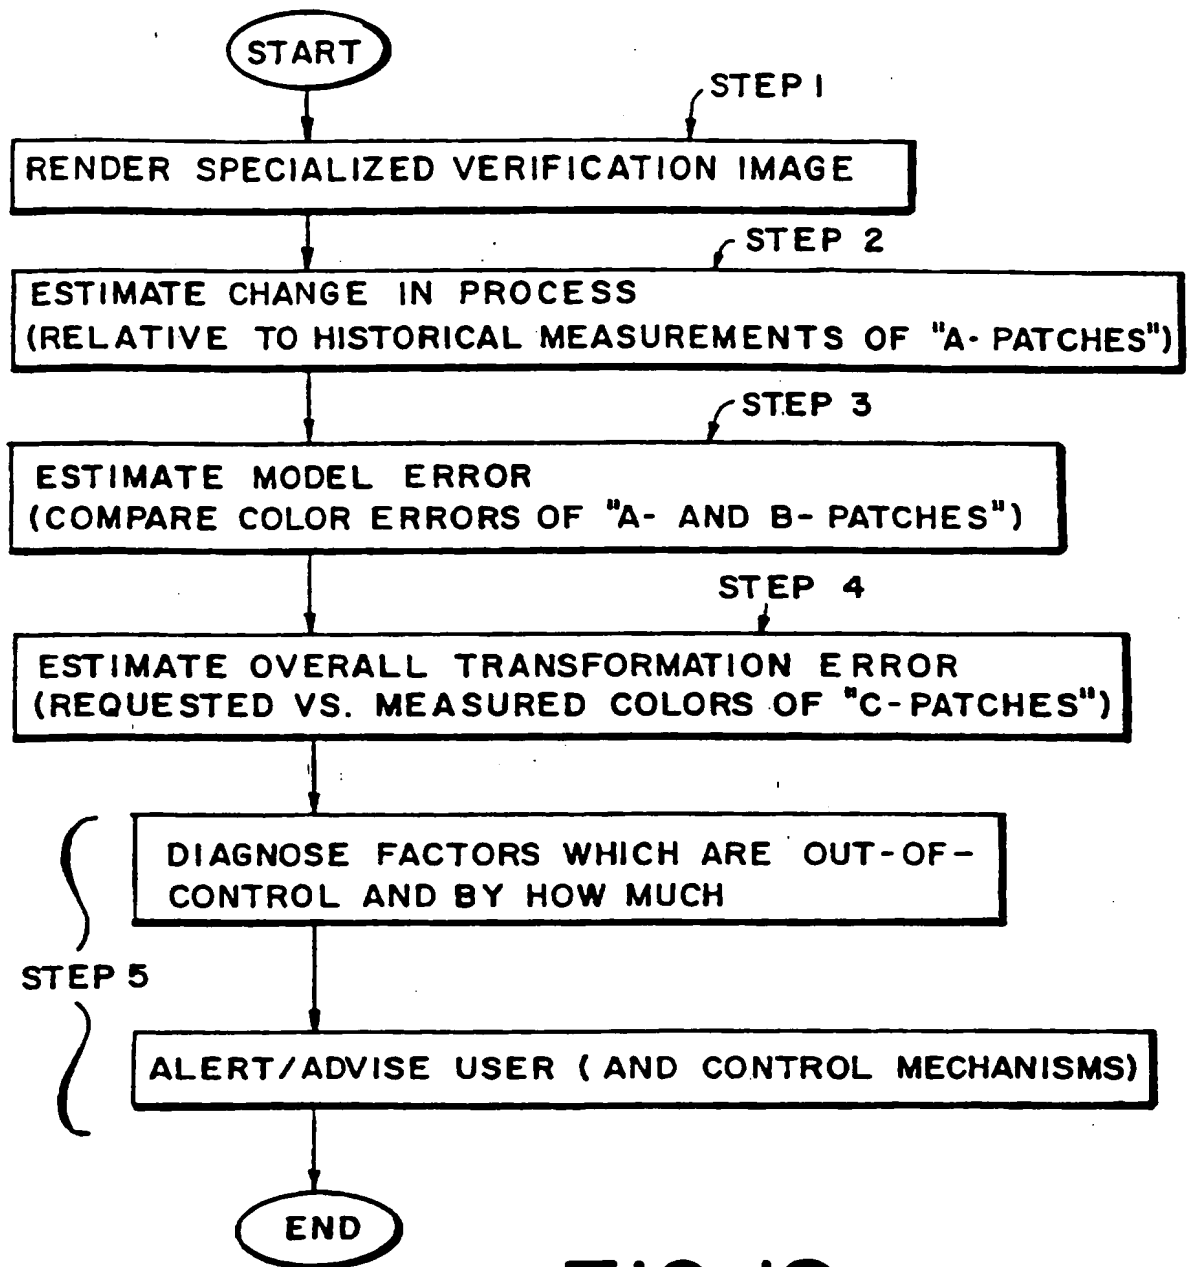 START
STEP 1
RENDER SPECIALIZED VERIFICATION IMAGE
STEP 2
ESTIMATE CHANGE IN PROCESS
(RELATIVE TO HISTORICAL MEASUREMENTS OF "A-PATCHES")
STEP 3
ESTIMATE MODEL ERROR
(COMPARE COLOR ERRORS OF "A- AND B- PATCHES")
STEP 4
ESTIMATE OVERALL TRANSFORMATION ERROR
(REQUESTED VS. MEASURED COLORS OF "C-PATCHES")
DIAGNOSE FACTORS WHICH ARE OUT-OF-
CONTROL AND BY HOW MUCH
STEP 5
ALERT/ADVISE USER (AND CONTROL MECHANISMS)
END